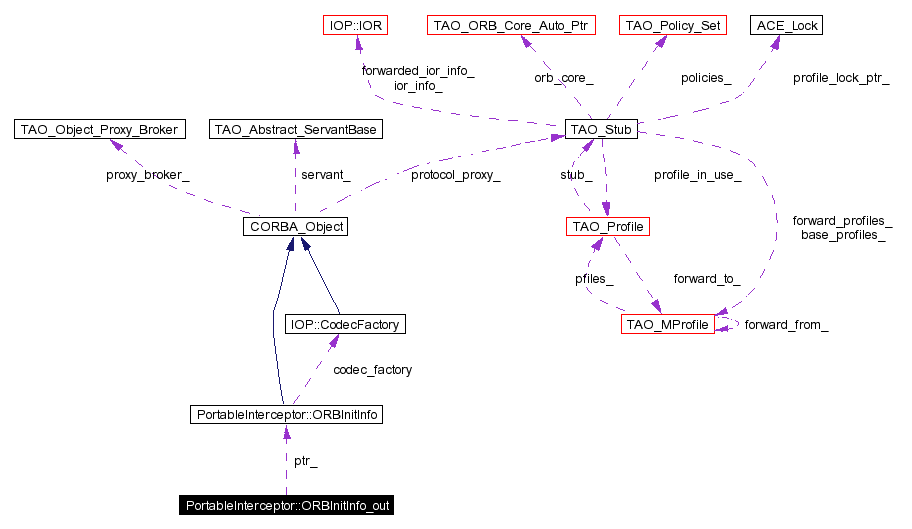 IOP::IOR
TAO_ORB_Core_Auto_Ptr
TAO_Policy_Set
ACE_Lock
forwarded_ior_info_
ior_info_
orb_core_
policies_
profile_lock_ptr_
TAO_Object_Proxy_Broker
TAO_Abstract_ServantBase
TAO_Stub
proxy_broker_
servant_
protocol_proxy_
stub_
profile_in_use_
CORBA_Object
TAO_Profile
forward_profiles_
base_profiles_
pfiles_
forward_to_
IOP::CodecFactory
TAO_MProfile
forward_from_
codec_factory
PortableInterceptor::ORBInitInfo
ptr_
PortableInterceptor::ORBInitInfo_out